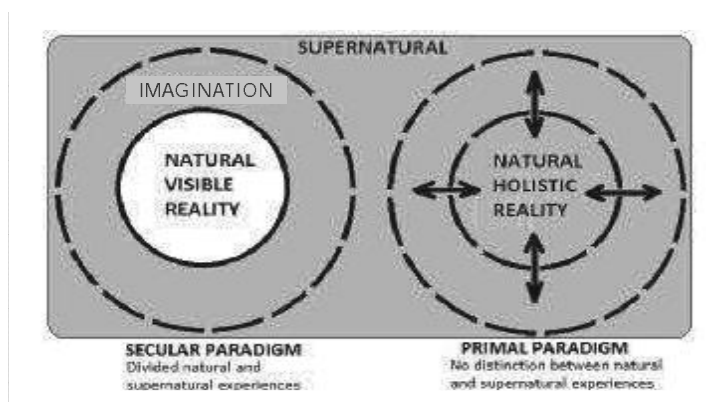 SUPERNATURAL
IMAGINATION
NATURAL
VISIBLE
REALITY
NATURAL
HOLISTIC
REALITY
SECULAR PARADIGM
Divided natural and
supernatural experiences
PRIMAL PARADIGM
No distinction between natural
and supernatural experiences